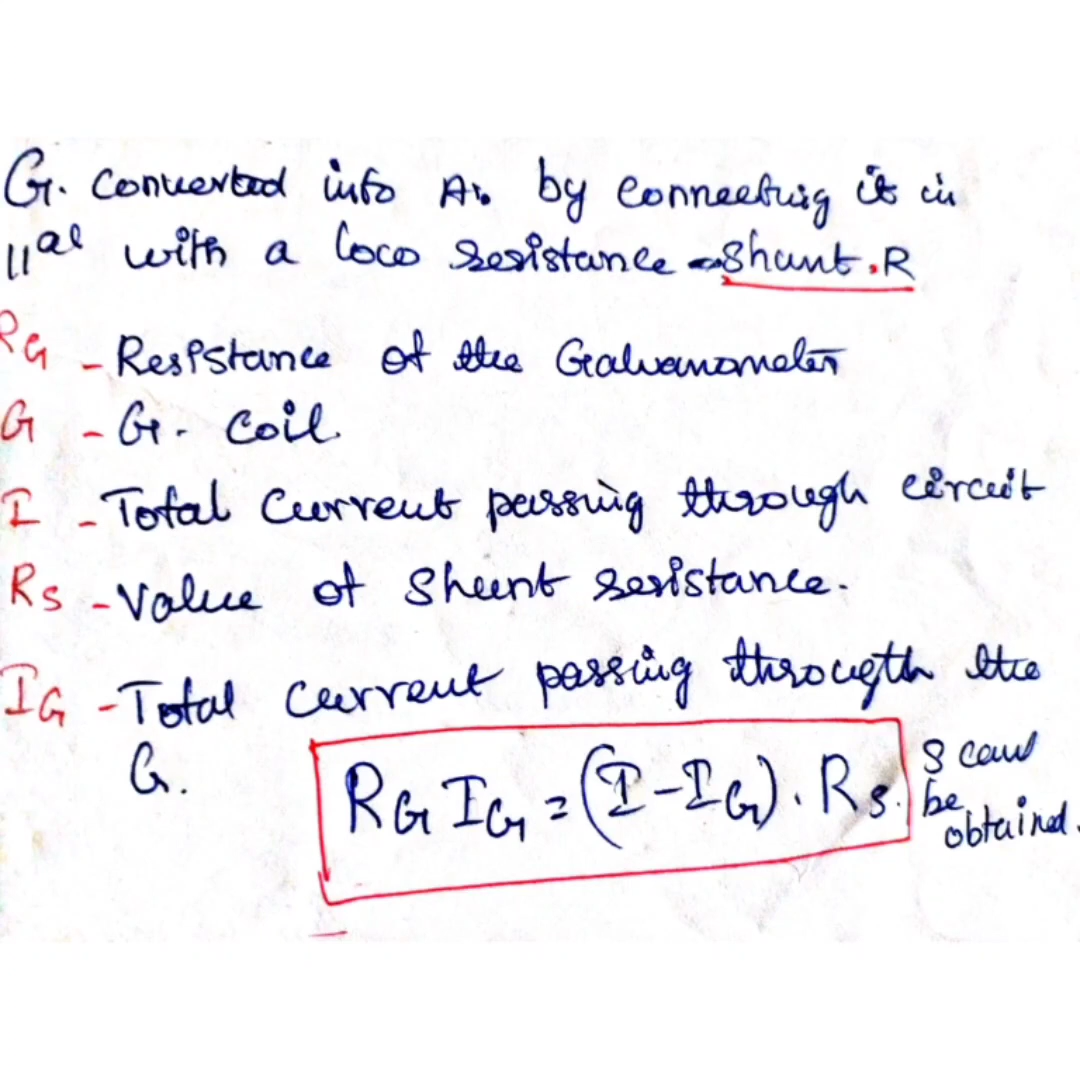 G. converted into A. by connecting it in
11al with a low resistance - Shunt.R
RG - Resistance of the Galvanometer
G - G. coil
I - Total current passing through circuit
Rs - Value of Shunt resistance.
IG - Total current passing through the
G.
RG IG = (I-IG). Rs. S can
be
obtained.